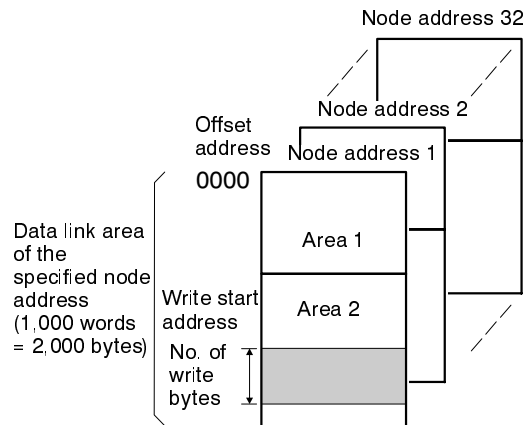 Node address 32
Node address 2
Offset
address
Node address 1
0000
Data link area
of the
specified node
address
(1,000 words
= 2,000 bytes)
Area 1
Write start
address
Area 2
No. of
write
bytes